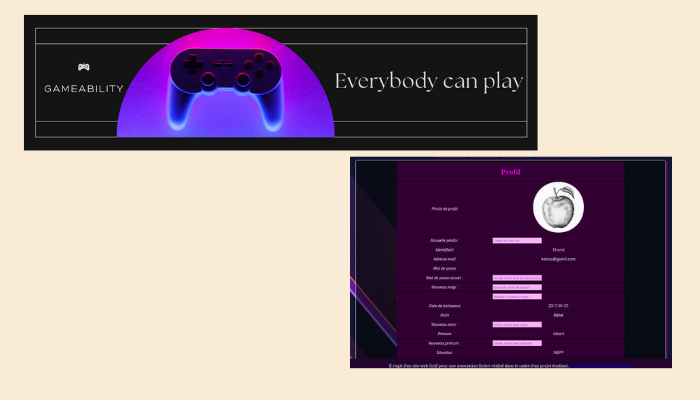 GAMEABILITY
Everybody can play
Profil
Photo de profil
Nouvelle photo :
Identifiant
Adresse mail
Mot de passe
Mot de passe actuel :
Nouveau mdp :
Date de naissance
2017-01-01
Nom
Nouveau nom :
Prénom
Albert
Nouveau prénom :
Situation
Il s'agit d'un site web fictif pour une association fictive réalisé dans le cadre d'un projet étudiant.